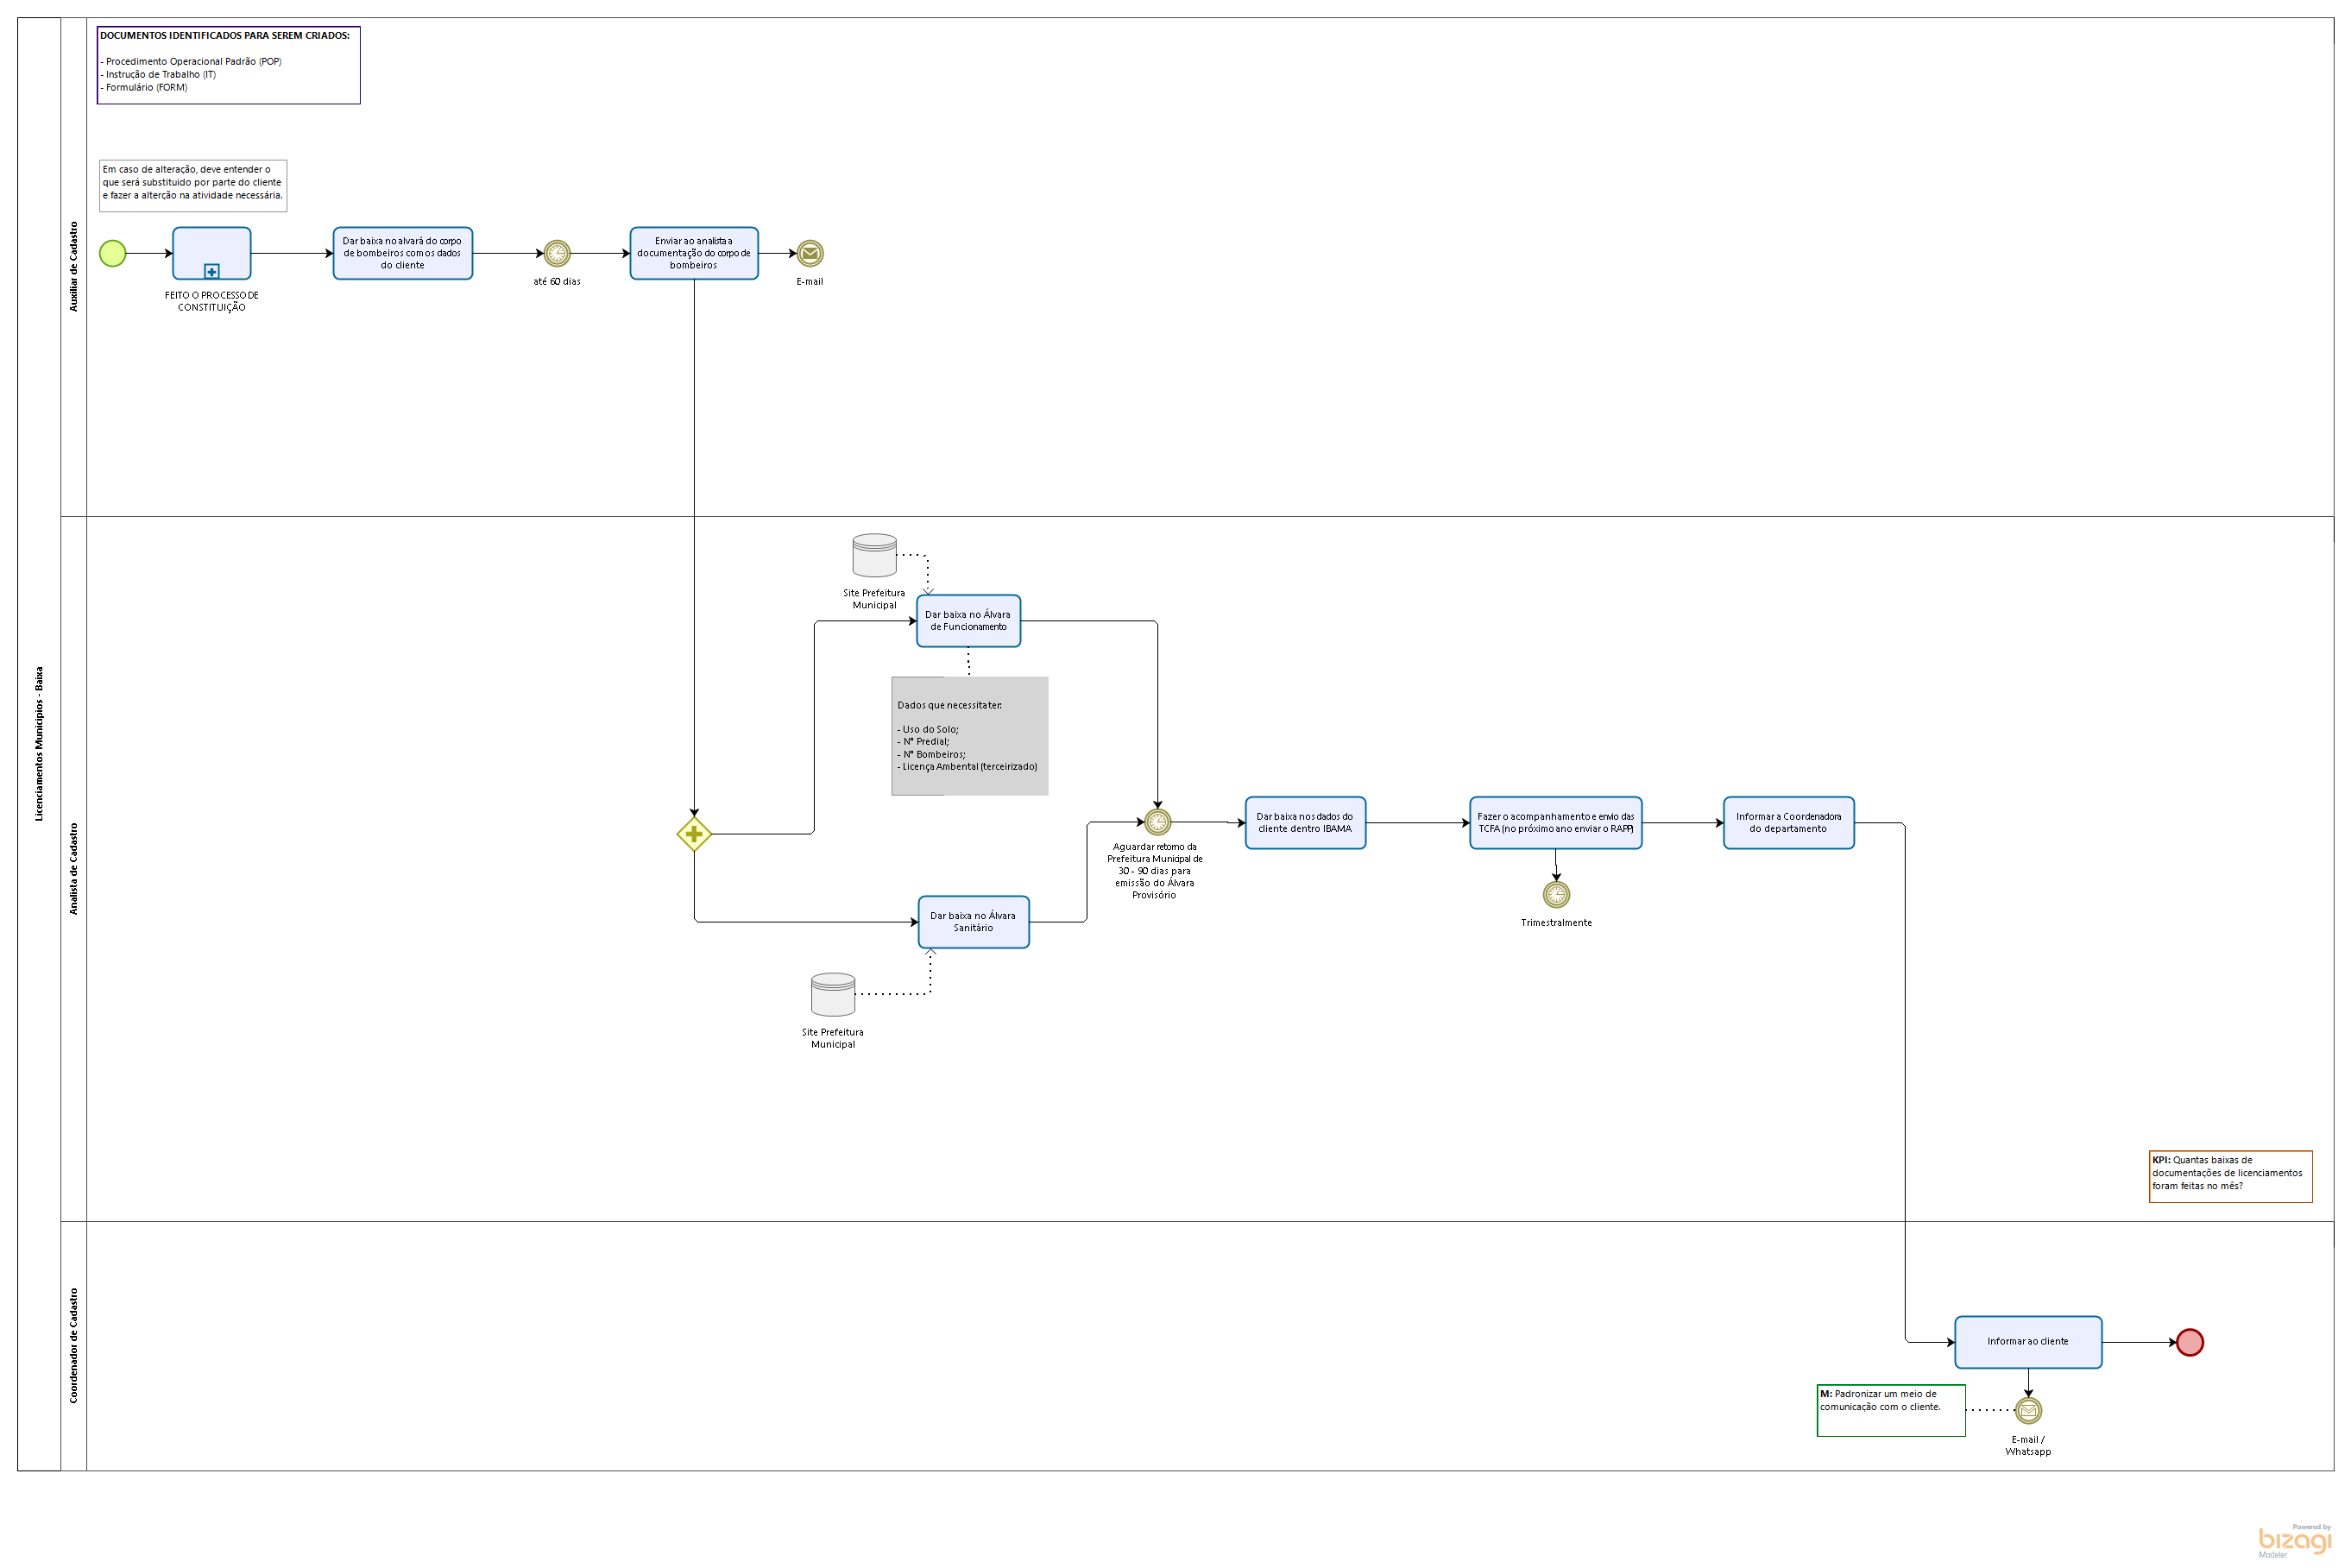 DOCUMENTOS IDENTIFICADOS PARA SEREM CRIADOS:
- Procedimento Operacional Padrão (POP)
- Instrução de Trabalho (IT)
- Formulário (FORM)
Em caso de alteração, deve entender o
que será substituido por parte do cliente
e fazer a alterção na atividade necessária.
Licenciamentos Municipios - Baixa
Auxiliar de Cadastro
FEITO O PROCESSO DE
CONSTITUIÇÃO
Dar baixa no alvará do corpo
de bombeiros com os dados
do cliente
até 60 dias
Enviar ao analista a
documentação do corpo de
bombeiros
E-mail
Analista de Cadastro
Site Prefeitura
Municipal
Dar baixa no Álvara
de Funcionamento
Dados que necessita ter:
- Uso do Solo;
- N° Predial;
- N° Bombeiros;
- Licença Ambental (terceirizado)
Dar baixa no Álvara
Sanitário
Site Prefeitura
Municipal
Aguardar retorno da
Prefeitura Municipal de
30 - 90 dias para
emissão do Álvara
Provisório
Dar baixa nos dados do
cliente dentro IBAMA
Fazer o acompanhamento e envio das
TCFA (no próximo ano enviar o RAPP)
Trimestralmente
Informar a Coordenadora
do departamento
KPI: Quantas baixas de
documentações de licenciamentos
foram feitas no mês?
Coordenador de Cadastro
Informar ao cliente
M: Padronizar um meio de
comunicação com o cliente.
E-mail /
Whatsapp
Powered by
bizagi
Modeler